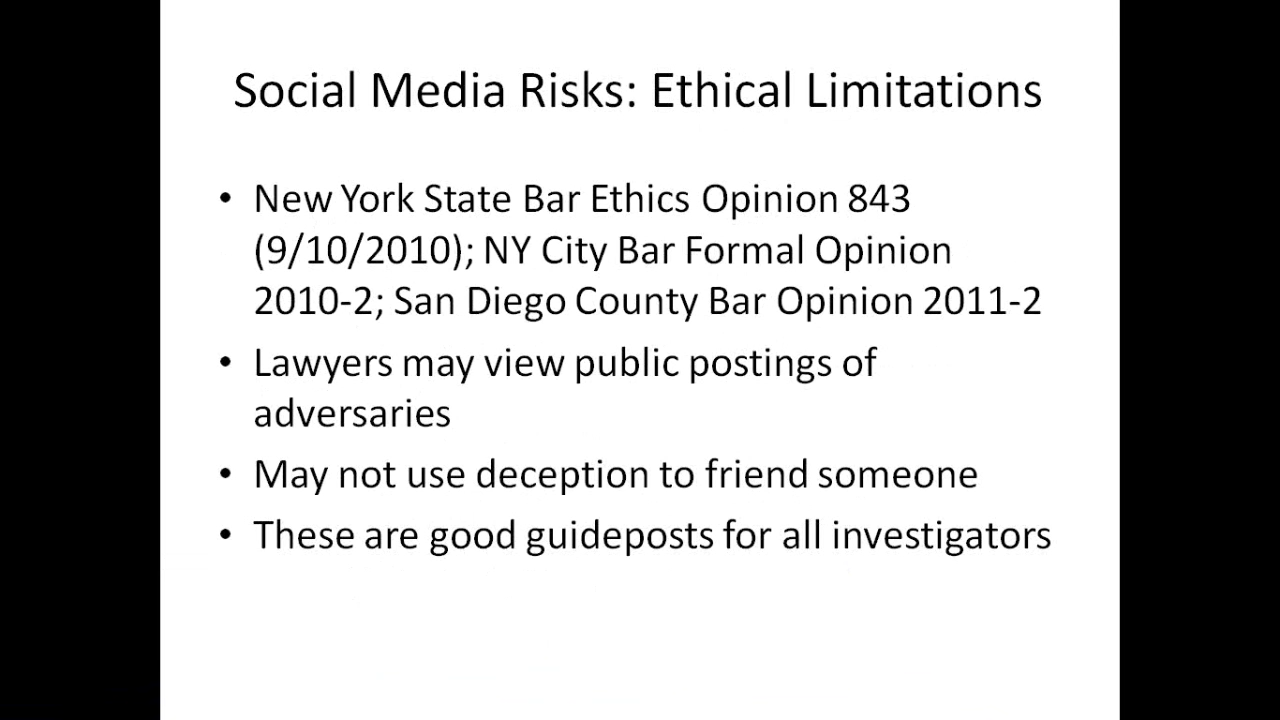 Social Media Risks: Ethical Limitations
• New York State Bar Ethics Opinion 843
(9/10/2010); NY City Bar Formal Opinion
2010-2; San Diego County Bar Opinion 2011-2
• Lawyers may view public postings of
adversaries
• May not use deception to friend someone
• These are good guideposts for all investigators